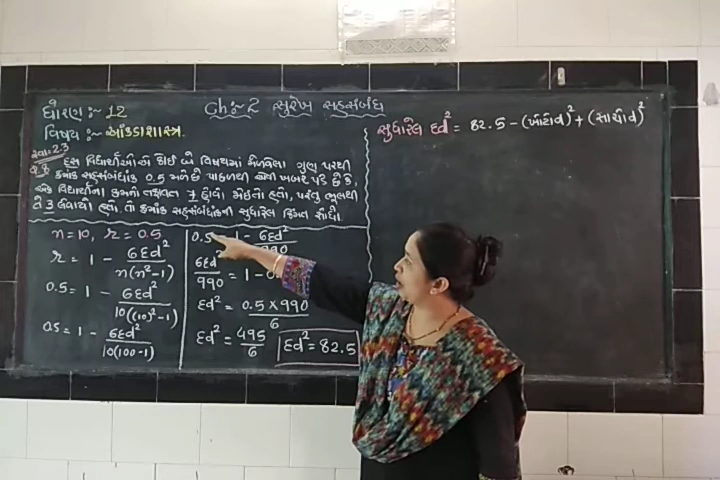 ધોરણ :~ 12
Ch :~ 2 સુરેખ સહસંબંધ
વિષય :~ આંકડાશાસ્ત્ર
સ્વા: 2.3
Q.8 દસ વિદ્યાર્થીઓએ કોઈ બે વિષયમાં મેળવેલા ગુણ પરથી
ક્રમાંક સહસંબંધાંક 0.5 મળે છે પાછળથી એવી ખબર પડે છે કે,
એક વિદ્યાર્થીના ક્રમનો તફાવત 7 હોવો જોઈતો હતો, પરંતુ ભૂલથી
તે 3 લેવાયો હતો. તો ક્રમાંક સહસંબંધાંકની સુધારેલ કિંમત શોધો.
n = 10, r = 0.5
r = 1 - 6Σd² / n(n²-1)
0.5 = 1 - 6Σd² / 10((10)²-1)
0.5 = 1 - 6Σd² / 10(100-1)
0.5 1 - 6Σd² / 990
6Σd² / 990 = 1 - 0.
Σd² = 0.5 × 990 / 6
Σd² = 495 / 6
Σd² = 82.5
સુધારેલ Σd² = 82.5 - (ખોટોd)² + (સાચોd)²